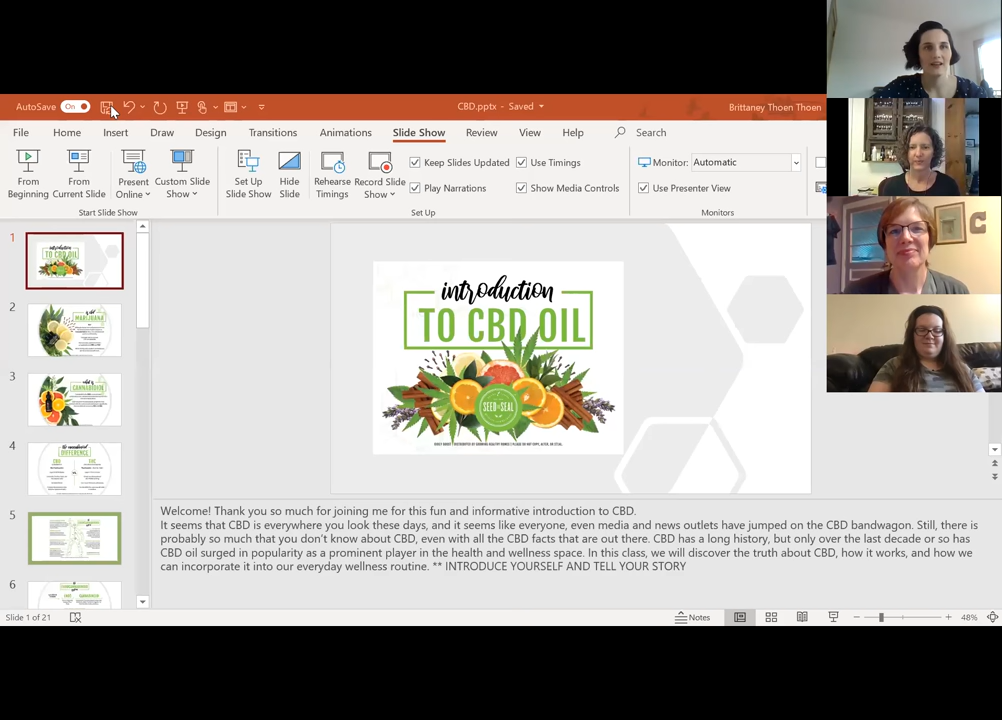 AutoSave On
CBD.pptx - Saved
Brittaney Thoen Thoen
File Home Insert Draw Design Transitions Animations Slide Show Review View Help Search
From Beginning
From Current Slide
Present Online
Custom Slide Show
Set Up Slide Show
Hide Slide
Rehearse Timings
Record Slide Show
Keep Slides Updated
Play Narrations
Use Timings
Show Media Controls
Monitor: Automatic
Use Presenter View
Start Slide Show
Set Up
Monitors
1
introduction
TO CBD OIL
2
MARIJUANA
3
CANNABIDIOL
4
DIFFERENCE
5
6
introduction
TO CBD OIL
SEED TO SEAL
C
Welcome! Thank you so much for joining me for this fun and informative introduction to CBD.
It seems that CBD is everywhere you look these days, and it seems like everyone, even media and news outlets have jumped on the CBD bandwagon. Still, there is
probably so much that you don't know about CBD, even with all the CBD facts that are out there. CBD has a long history, but only over the last decade or so has
CBD oil surged in popularity as a prominent player in the health and wellness space. In this class, we will discover the truth about CBD, how it works, and how we
can incorporate it into our everyday wellness routine. ** INTRODUCE YOURSELF AND TELL YOUR STORY
Slide 1 of 21
Notes
48%